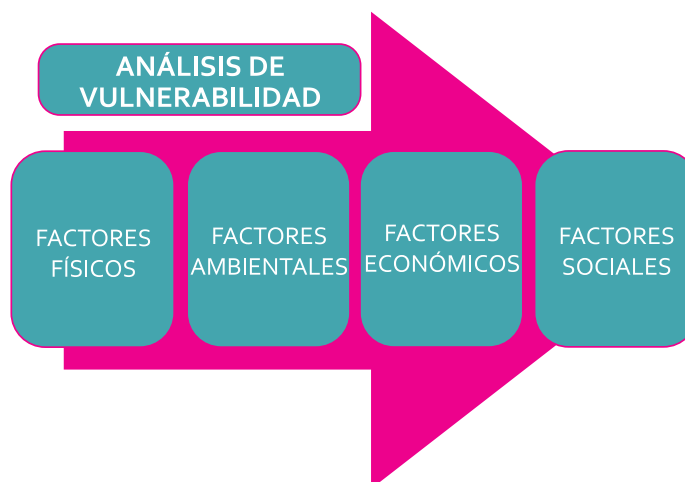 ANÁLISIS DE
VULNERABILIDAD
FACTORES
FÍSICOS
FACTORES
AMBIENTALES
FACTORES
ECONÓMICOS
FACTORES
SOCIALES